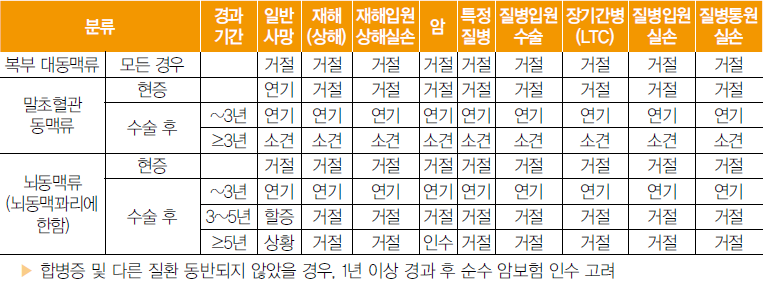 분류 경과 기간 일반 사망 재해 (상해) 재해입원 상해실손 암 특정 질병 질병입원 수술 장기간병 (LTC) 질병입원 실손 질병통원 실손
복부 대동맥류 모든 경우 거절 거절 거절 거절 거절 거절 거절 거절 거절
말초혈관 동맥류 현증 연기 거절 거절 거절 거절 거절 거절 거절 거절
수술 후 ~3년 연기 연기 연기 연기 연기 연기 연기 연기 연기
≥3년 소견 소견 소견 소견 소견 소견 소견 소견 소견
뇌동맥류 (뇌동맥꽈리에 한함) 현증 거절 거절 거절 거절 거절 거절 거절 거절 거절
수술 후 ~3년 연기 연기 연기 연기 연기 연기 연기 연기 연기
3~5년 할증 거절 거절 거절 거절 거절 거절 거절 거절
≥5년 상황 거절 거절 인수 거절 거절 거절 거절 거절
▶ 합병증 및 다른 질환 동반되지 않았을 경우, 1년 이상 경과 후 순수 암보험 인수 고려